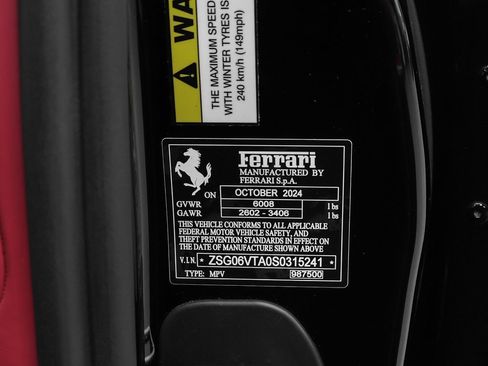 WA
THE MAXIMUM SPEED
WITH WINTER TYRES IS
240 km/h (149mph)
Ferrari
MANUFACTURED BY
FERRARI S.p.A.
ON OCTOBER 2024
GVWR 6008 lbs
GAWR 2602 - 3406 lbs
THIS VEHICLE CONFORMS TO ALL APPLICABLE
FEDERAL MOTOR VEHICLE SAFETY, AND
THEFT PREVENTION STANDARDS IN EFFECT ON
THE DATE OF MANUFACTURE SHOWN ABOVE
V.I.N. * ZSG06VTA0S0315241 *
TYPE: MPV 987500